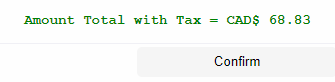 Amount Total with Tax = CAD$ 68.83
Confirm